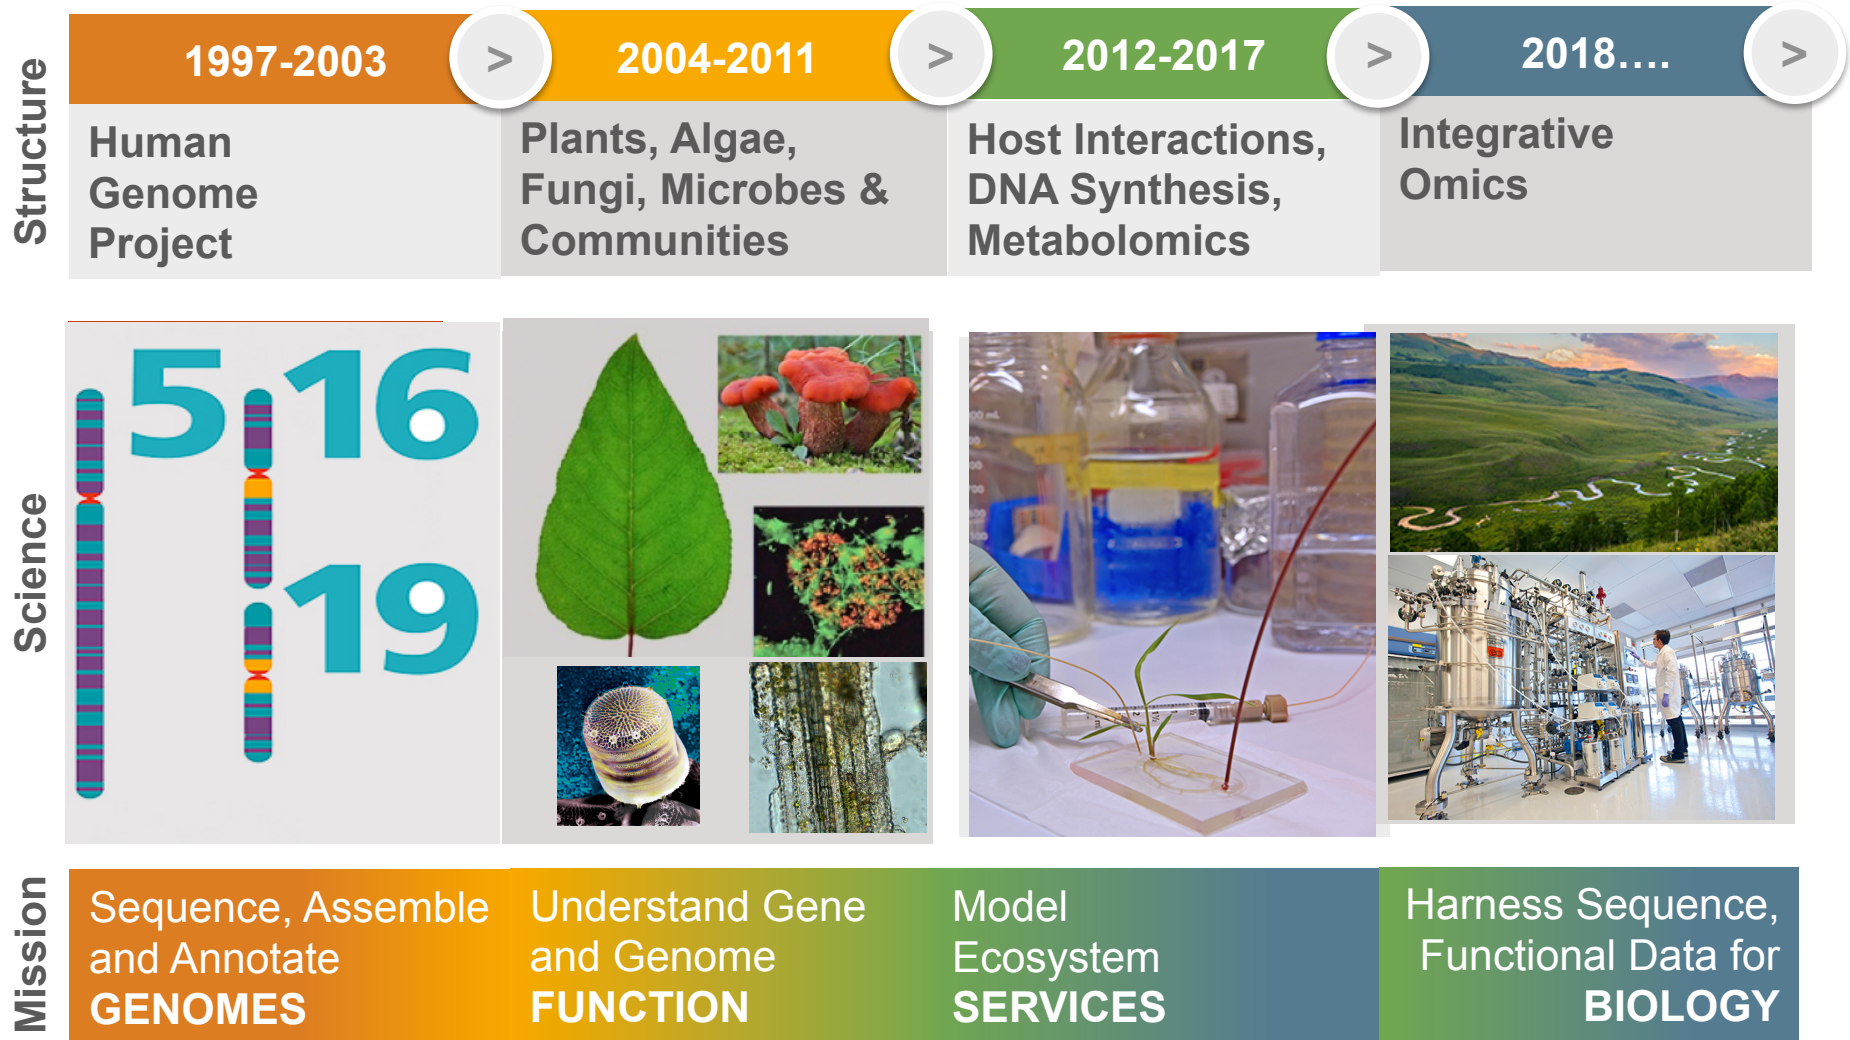 Structure
1997-2003
>
2004-2011
>
2012-2017
>
2018....
>
Human
Genome
Project
Plants, Algae,
Fungi, Microbes &
Communities
Host Interactions,
DNA Synthesis,
Metabolomics
Integrative
Omics
Science
5
16
19
Mission
Sequence, Assemble
and Annotate
GENOMES
Understand Gene
and Genome
FUNCTION
Model
Ecosystem
SERVICES
Harness Sequence,
Functional Data for
BIOLOGY